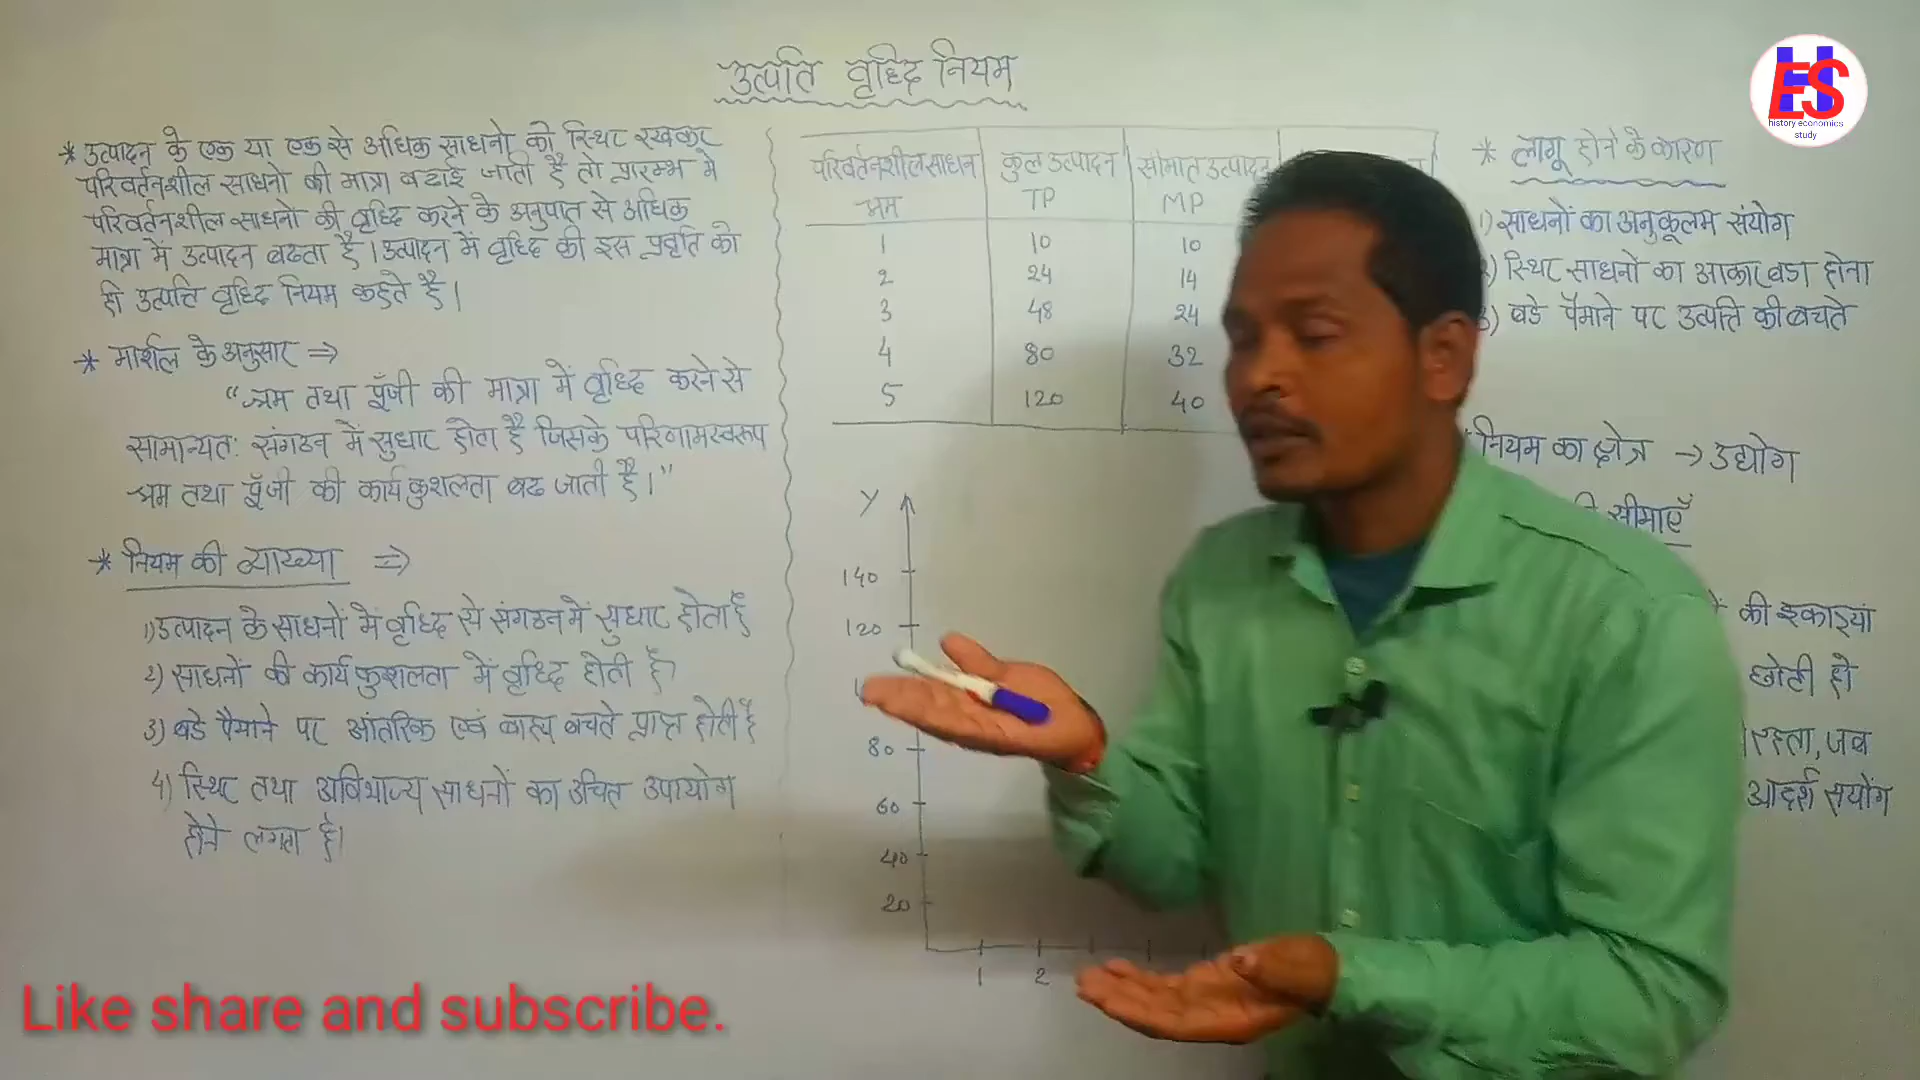 उत्पति वृध्दि नियम
* उत्पादन के एक या एक से अधिक साधनो को स्थिर रखकर
परिवर्तनशील साधनो की मात्रा बढाई जाती है तो प्रारम्भ मे
परिवर्तनशील साधनो की वृध्दि करने के अनुपात से अधिक
मात्रा में उत्पादन बढता है । उत्पादन में वृध्दि की इस प्रवृति को
ही उत्पत्ति वृध्दि नियम कहते है ।
* मार्शल के अनुसार ⇒
“श्रम तथा पूँजी की मात्रा में वृध्दि करने से
सामान्यतः संगठन में सुधार होता है जिसके परिणामस्वरूप
श्रम तथा पूँजी की कार्यकुशलता बढ जाती है।”
* नियम की व्याख्या ⇒
1) उत्पादन के साधनों में वृध्दि से संगठन में सुधार होता है
2) साधनों की कार्यकुशलता में वृध्दि होती है
3) बडे पैमाने पर आंतरिक एवं बाह्य बचते प्राप्त होती है
4) स्थिर तथा अविभाज्य साधनों का उचित उपयोग
होने लगता है।
परिवर्तनशील साधन कुल उत्पादन सीमांत उत्पादन
श्रम TP MP
1 10 10
2 24 14
3 48 24
4 80 32
5 120 40
Y
140
120
80
60
40
20
1 2
* लागू होने के कारण
1) साधनों का अनुकूलम संयोग
) स्थिर साधनों का आकार बडा होना
3) बडे पैमाने पर उत्पत्ति की बचते
नियम का क्षेत्र → उद्योग
सीमाएँ
की इकाइयां
छोटी हो
जब
आदर्श सयोंग
HES
history economics
study
Like share and subscribe.